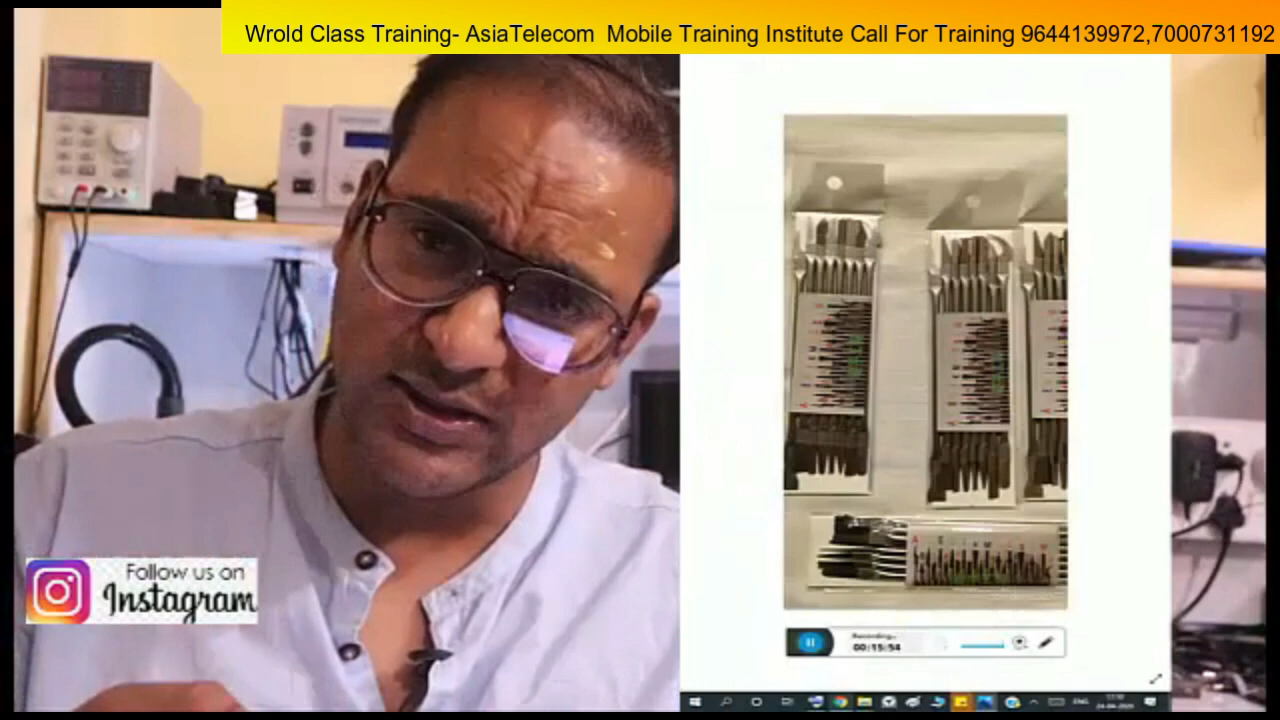 Wrold Class Training- AsiaTelecom Mobile Training Institute Call For Training 9644139972,7000731192
Follow us on
Instagram
Recording...
00:15:54
ENG